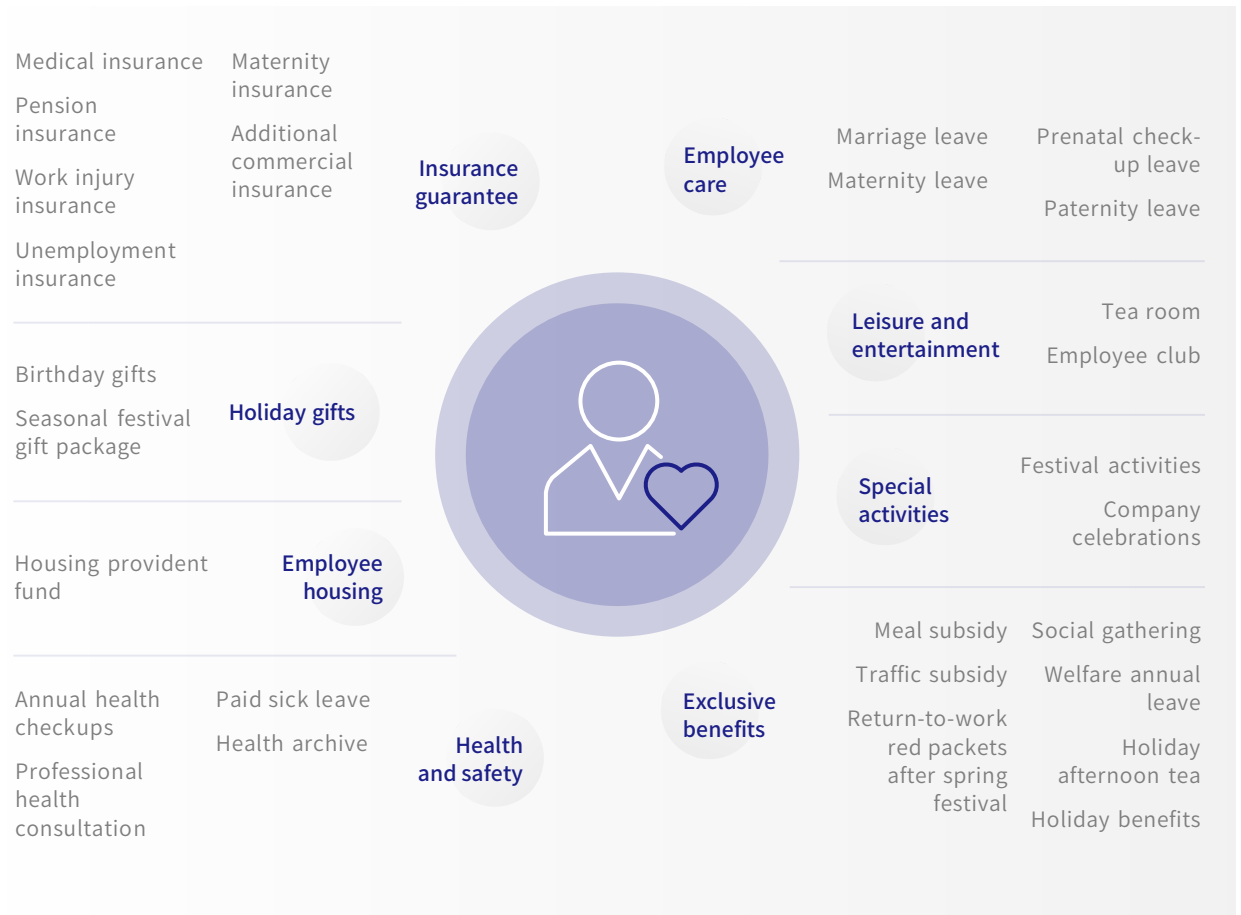 Medical insurance
Pension
insurance
Work injury
insurance
Unemployment
insurance
Maternity
insurance
Additional
commercial
insurance
Insurance
guarantee
Birthday gifts
Seasonal festival
gift package
Holiday gifts
Housing provident
fund
Employee
housing
Annual health
checkups
Professional
health
consultation
Paid sick leave
Health archive
Health
and safety
Employee
care
Marriage leave
Maternity leave
Prenatal check-
up leave
Paternity leave
Leisure and
entertainment
Tea room
Employee club
Special
activities
Festival activities
Company
celebrations
Exclusive
benefits
Meal subsidy
Traffic subsidy
Return-to-work
red packets
after spring
festival
Social gathering
Welfare annual
leave
Holiday
afternoon tea
Holiday benefits